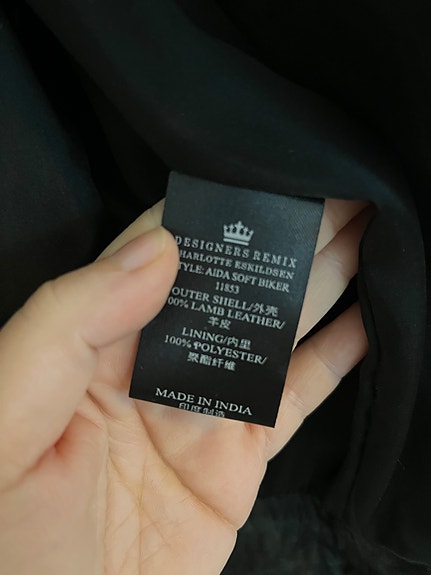 DESIGNERS REMIX
CHARLOTTE ESKILDSEN
STYLE: AIDA SOFT BIKER
11853
OUTER SHELL/外壳
100% LAMB LEATHER/
羊皮
LINING/内里
100% POLYESTER/
聚酯纤维
MADE IN INDIA
印度制造